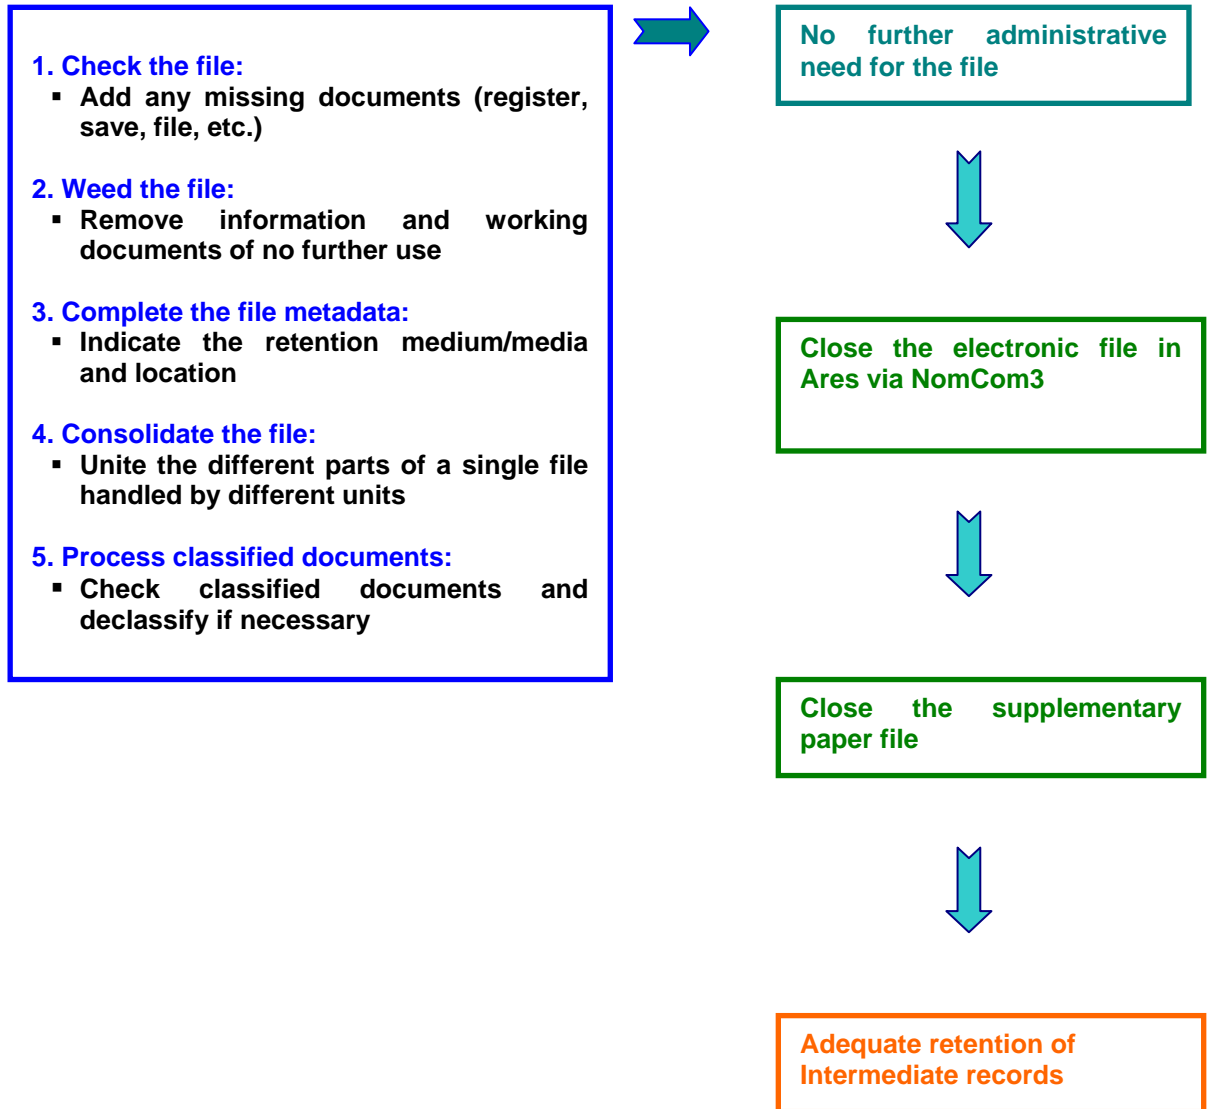 1. Check the file:
▪ Add any missing documents (register,
save, file, etc.)
2. Weed the file:
▪ Remove information and working
documents of no further use
3. Complete the file metadata:
▪ Indicate the retention medium/media
and location
4. Consolidate the file:
▪ Unite the different parts of a single file
handled by different units
5. Process classified documents:
▪ Check classified documents and
declassify if necessary
No further administrative
need for the file
Close the electronic file in
Ares via NomCom3
Close the supplementary
paper file
Adequate retention of
Intermediate records